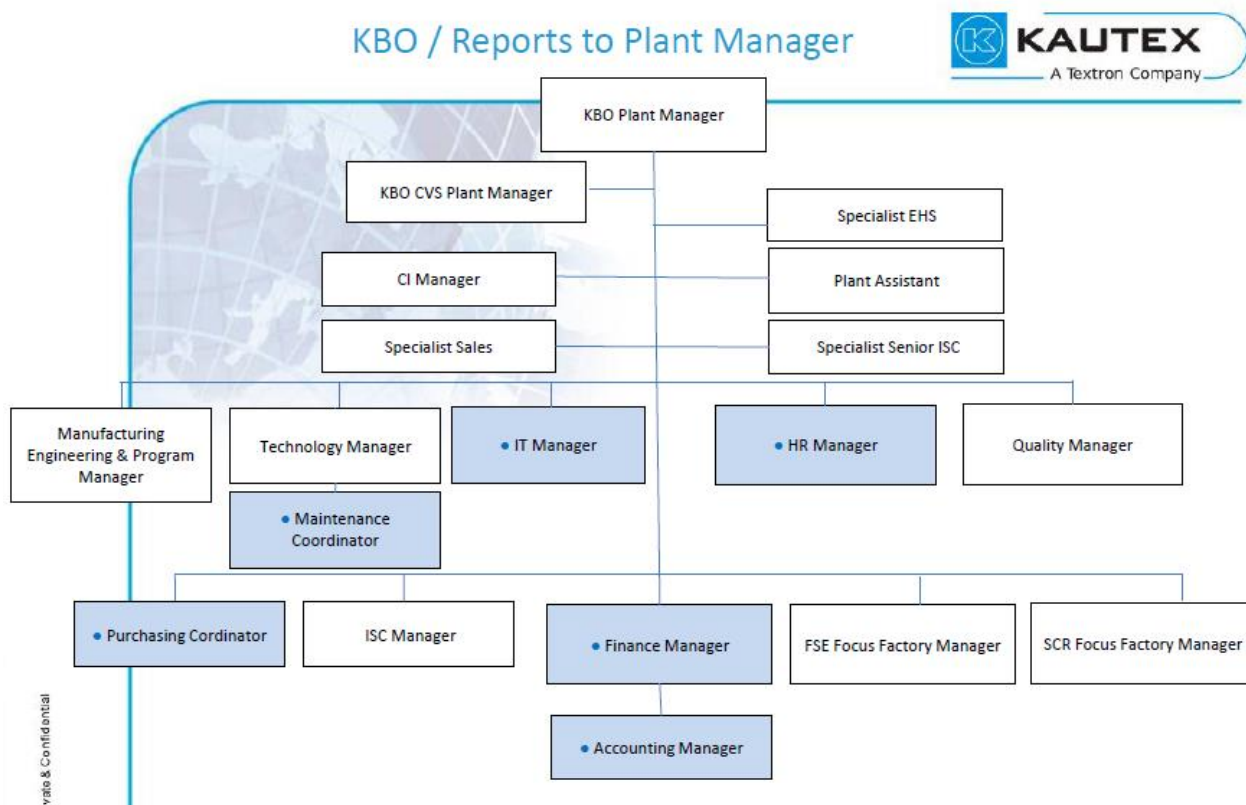 KBO / Reports to Plant Manager
K KAUTEX
A Textron Company
KBO Plant Manager
KBO CVS Plant Manager
Specialist EHS
CI Manager
Plant Assistant
Specialist Sales
Specialist Senior ISC
Manufacturing
Engineering & Program
Manager
Technology Manager
• IT Manager
• HR Manager
Quality Manager
• Maintenance
Coordinator
• Purchasing Cordinator
ISC Manager
• Finance Manager
FSE Focus Factory Manager
SCR Focus Factory Manager
• Accounting Manager
vate & Confidential